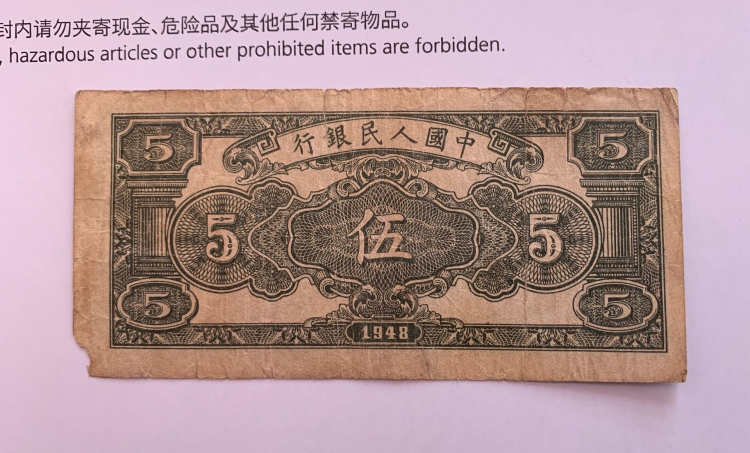 封内请勿夹寄现金、危险品及其他任何禁寄物品。
, hazardous articles or other prohibited items are forbidden.
行銀民人國中
5 5
5 伍 5
5 5
1948